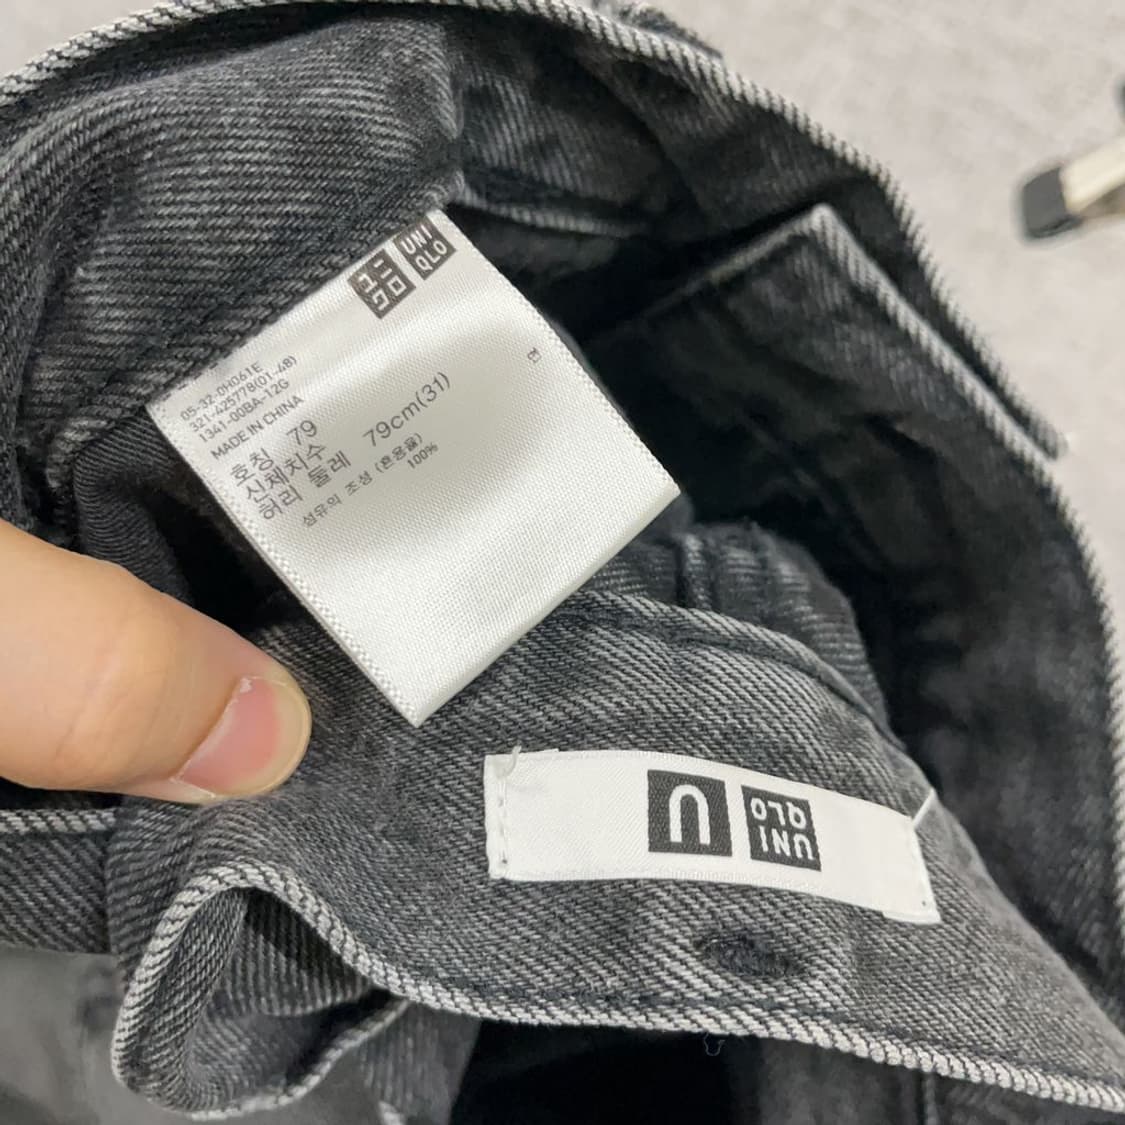 UNI
QLO
05-32-0H061E
321-425778(01-48)
1341-00BA-12G
MADE IN CHINA
호칭 79
신체치수
허리 둘레 79cm(31)
섬유의 조성 (혼용율)
100%
U
UNI
QLO